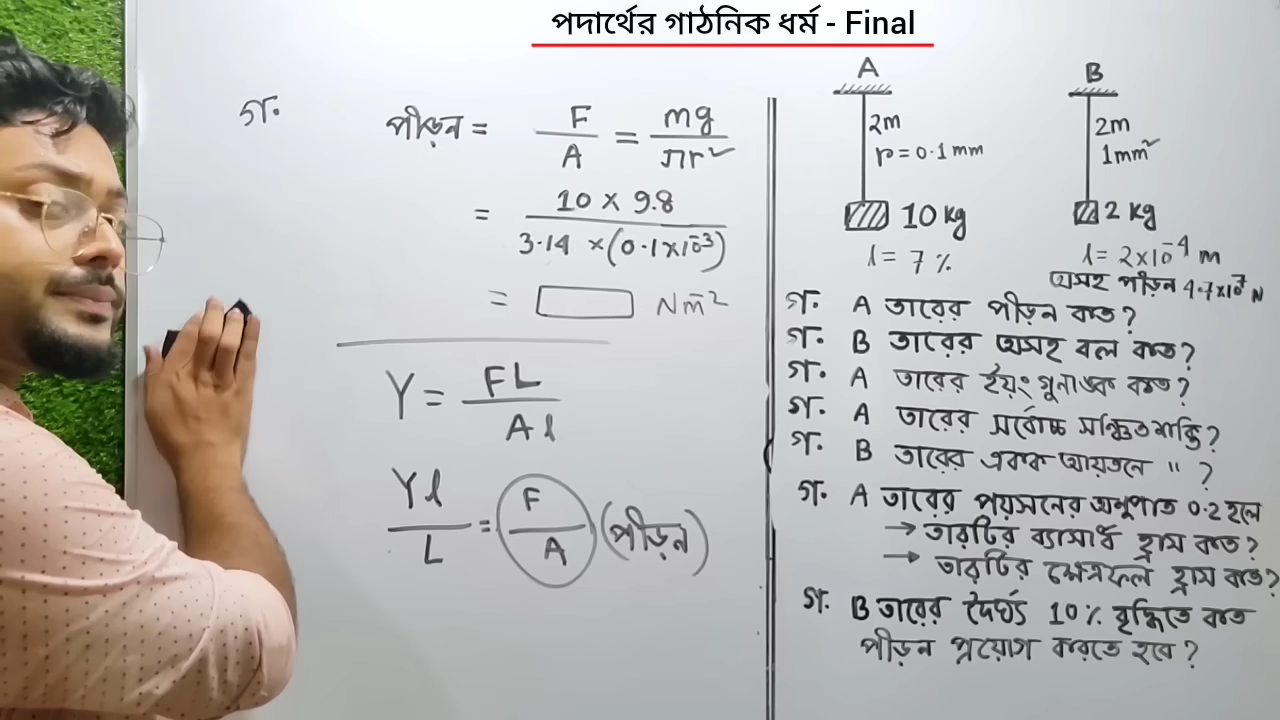 পদার্থের গাঠনিক ধর্ম - Final
গ.
পীড়ন = F/A = mg/πr²
= 10 × 9.8 / 3.14 × (0.1×10⁻³)
= Nm⁻²
Y = FL / Al
Yl / L = F / A (পীড়ন)
A
2m
r = 0.1 mm
10 kg
l = 7 %
B
2m
1mm²
2 kg
l = 2×10⁻⁴ m
অসহ পীড়ন 4.7×10⁷ N
গ. A তারের পীড়ন কত?
গ. B তারের অসহ বল কত?
গ. A তারের ইয়ং গুনাঙ্ক কত?
গ. A তারের সর্বোচ্চ সঞ্চিতশক্তি?
গ. B তারের একক আয়তনে " ?
গ. A তারের পয়সনের অনুপাত 0.2 হলে
→ তারটির ব্যাসার্ধ হ্রাস কত?
→ তারটির ক্ষেত্রফল হ্রাস কত?
গ. B তারের দৈর্ঘ্য 10% বৃদ্ধিতে কত
পীড়ন প্রয়োগ করতে হবে?